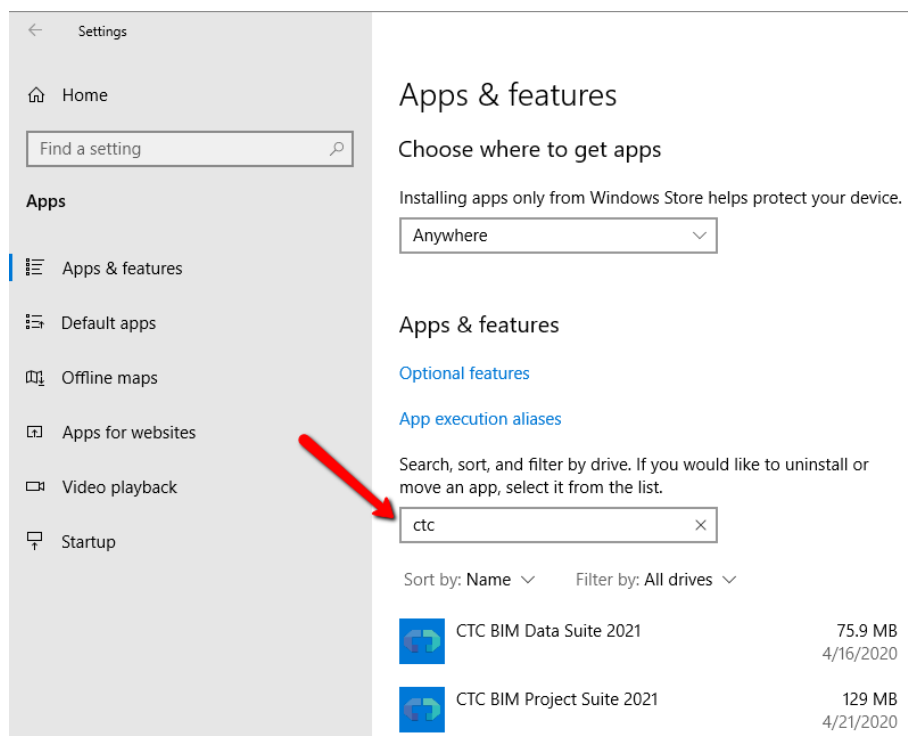 Settings
Home
Find a setting
Apps
Apps & features
Default apps
Offline maps
Apps for websites
Video playback
Startup
Apps & features
Choose where to get apps
Installing apps only from Windows Store helps protect your device.
Anywhere
Apps & features
Optional features
App execution aliases
Search, sort, and filter by drive. If you would like to uninstall or
move an app, select it from the list.
ctc
Sort by: Name Filter by: All drives
CTC BIM Data Suite 2021 75.9 MB
4/16/2020
CTC BIM Project Suite 2021 129 MB
4/21/2020